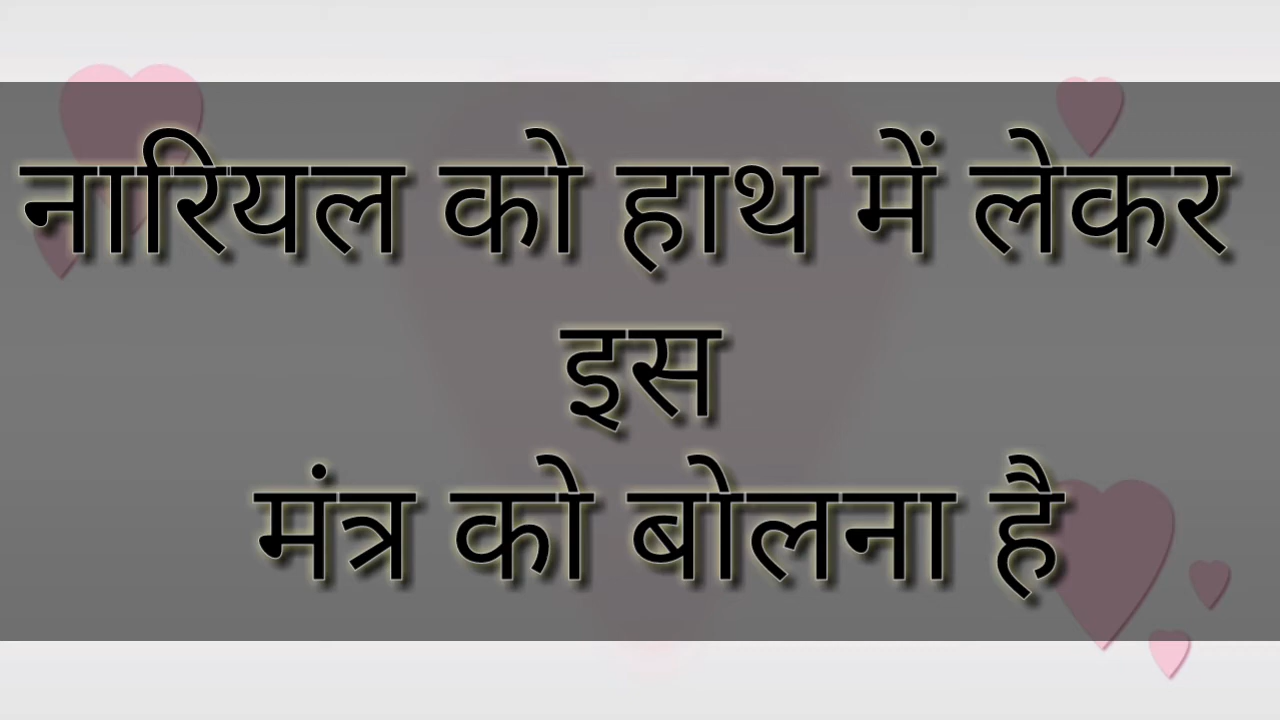 नारियल को हाथ में लेकर
इस
मंत्र को बोलना है